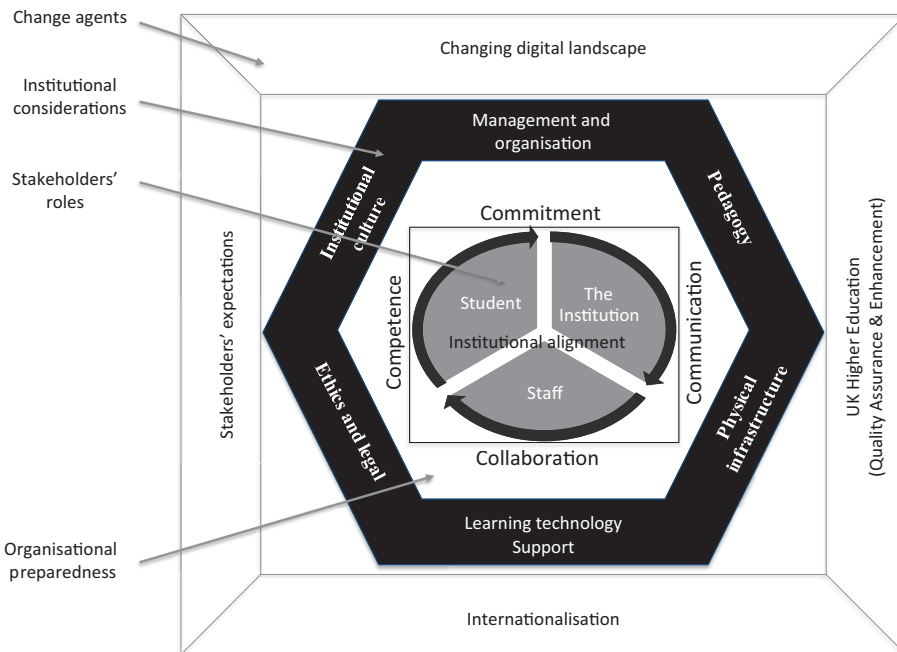 Change agents
Changing digital landscape
Institutional
considerations
Management and
organisation
Stakeholders'
roles
Institutional
culture
Pedagogy
Commitment
Competence
Student
The
Institution
Communication
Institutional alignment
Staff
Collaboration
Stakeholders' expectations
UK Higher Education
(Quality Assurance & Enhancement)
Ethics and legal
Physical
infrastructure
Organisational
preparedness
Learning technology
Support
Internationalisation